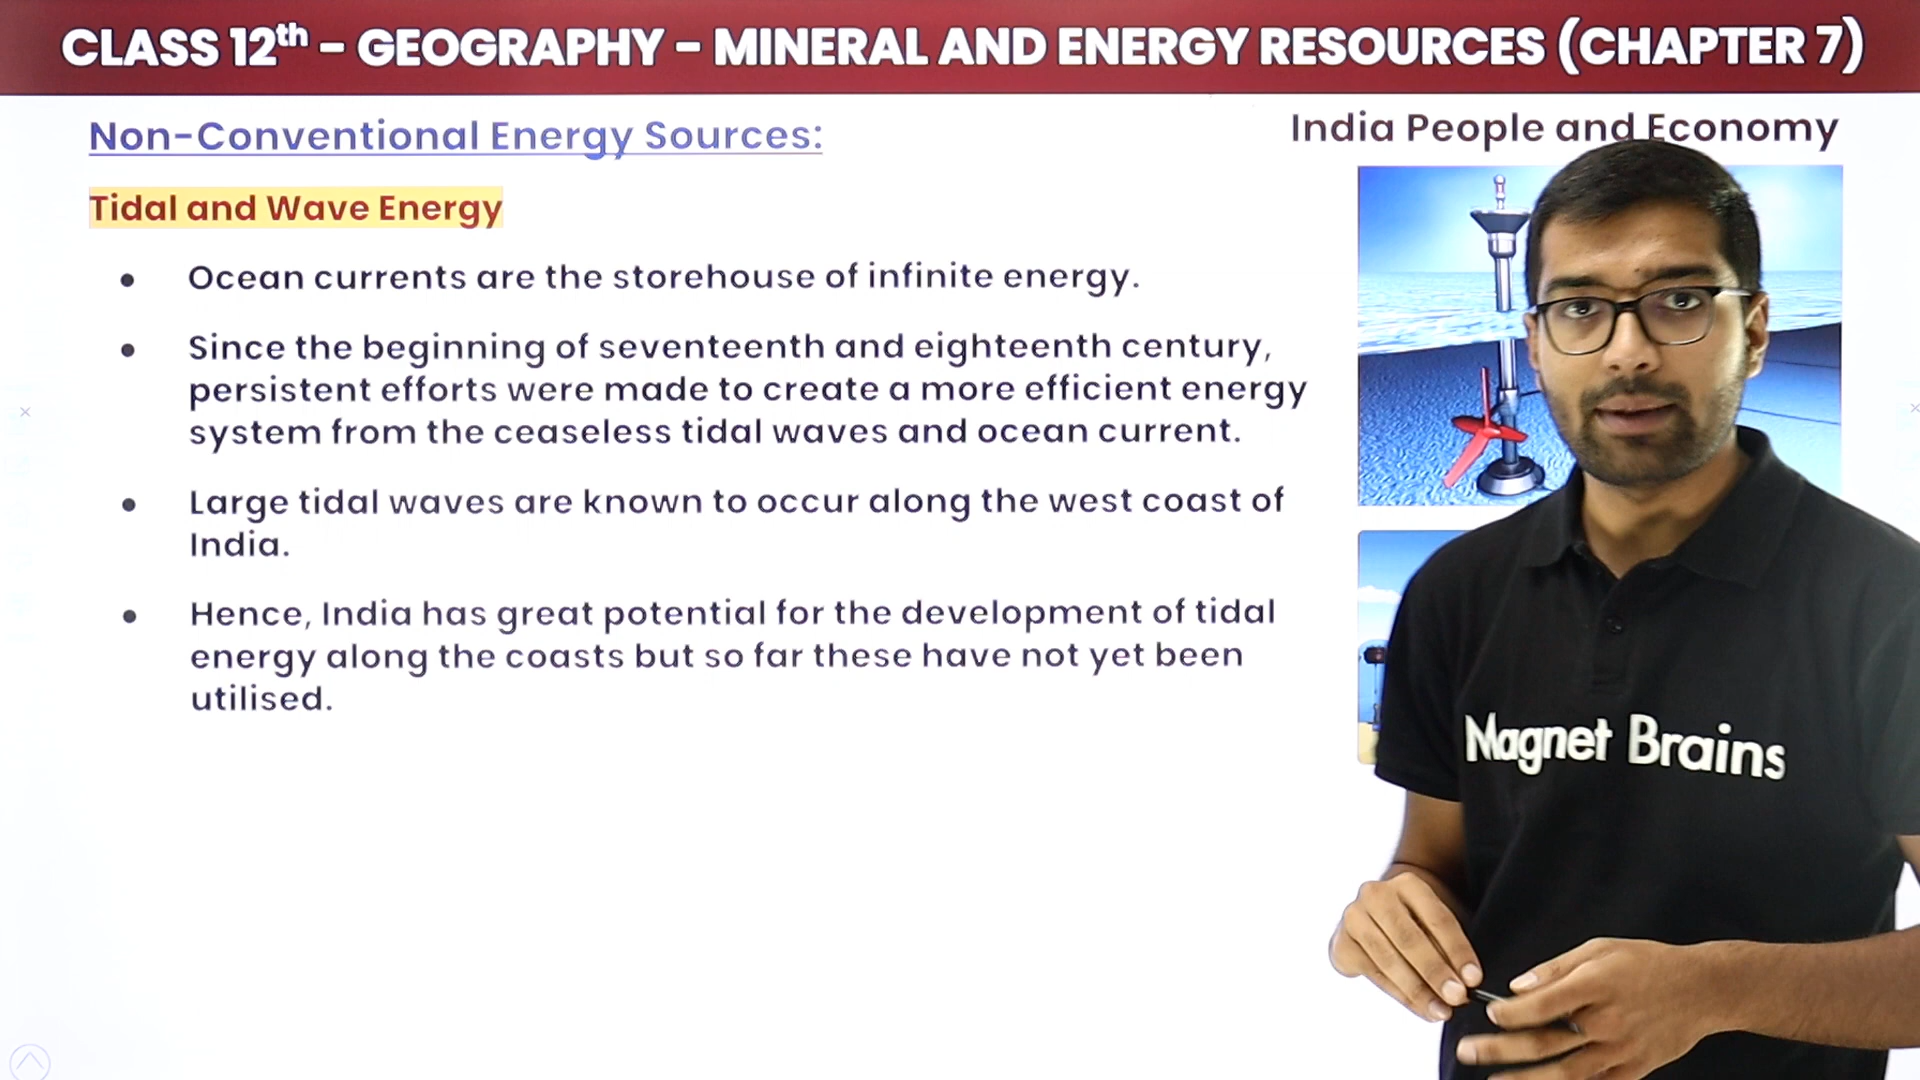 CLASS 12th – GEOGRAPHY – MINERAL AND ENERGY RESOURCES (CHAPTER 7)
Non-Conventional Energy Sources:
India People and Economy
Tidal and Wave Energy
• Ocean currents are the storehouse of infinite energy.
• Since the beginning of seventeenth and eighteenth century,
persistent efforts were made to create a more efficient energy
system from the ceaseless tidal waves and ocean current.
• Large tidal waves are known to occur along the west coast of
India.
• Hence, India has great potential for the development of tidal
energy along the coasts but so far these have not yet been
utilised.
Magnet Brains